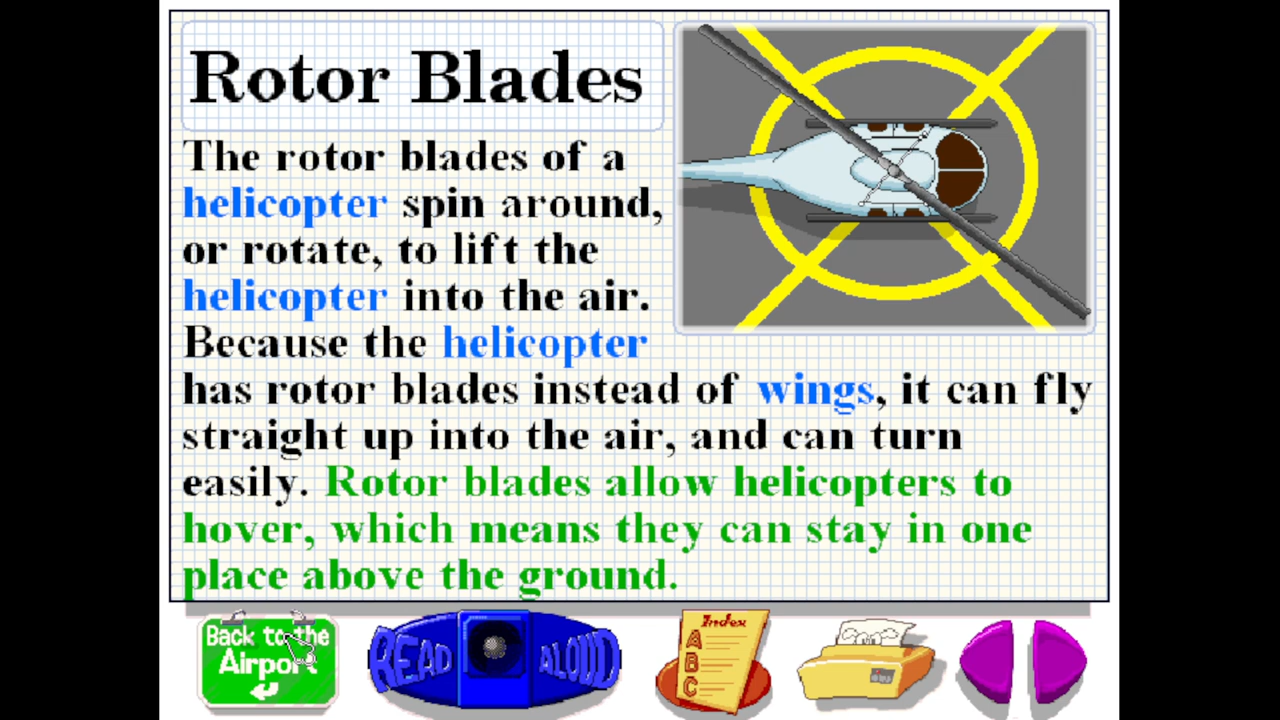 Rotor Blades
The rotor blades of a
helicopter spin around,
or rotate, to lift the
helicopter into the air.
Because the helicopter
has rotor blades instead of wings, it can fly
straight up into the air, and can turn
easily. Rotor blades allow helicopters to
hover, which means they can stay in one
place above the ground.
Back to the
Airport
READ ALOUD
Index
A
B
C